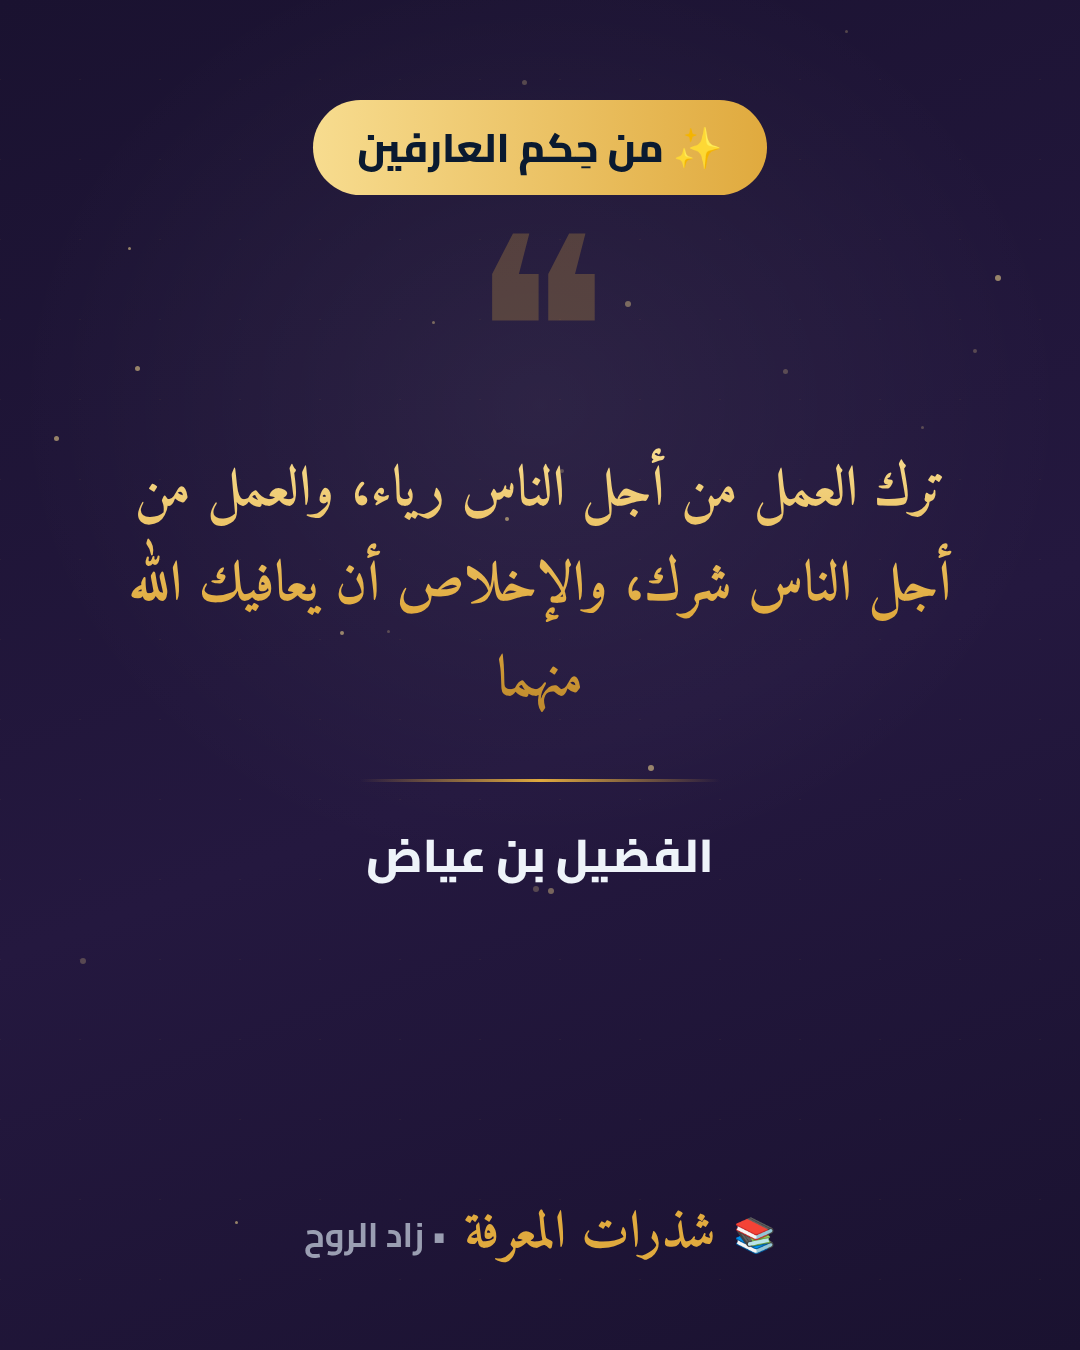 ✨ من حِكم العارفين
❝
ترك العمل من أجل الناس رياء، والعمل من
أجل الناس شرك، والإخلاص أن يعافيك الله
منهما
الفضيل بن عياض
📚 شذرات المعرفة ▪ زاد الروح